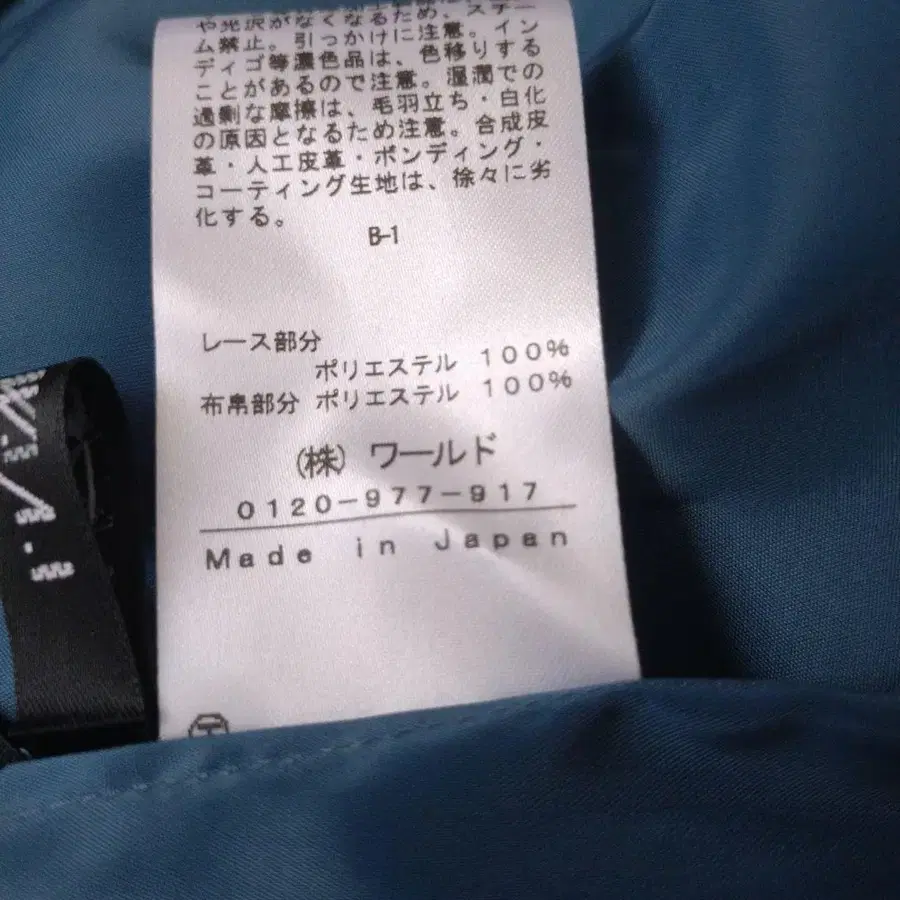 や光沢がなくなるため、スチー
ム禁止。引っかけに注意。イン
ディゴ等濃色品は、色移りする
ことがあるので注意。湿潤での
過剰な摩擦は、毛羽立ち・白化
の原因となるため注意。合成皮
革・人工皮革・ボンディング・
コーティング生地は、徐々に劣
化する。
B-1
レース部分
ポリエステル 100%
布帛部分 ポリエステル 100%
(株) ワールド
0120-977-917
Made in Japan